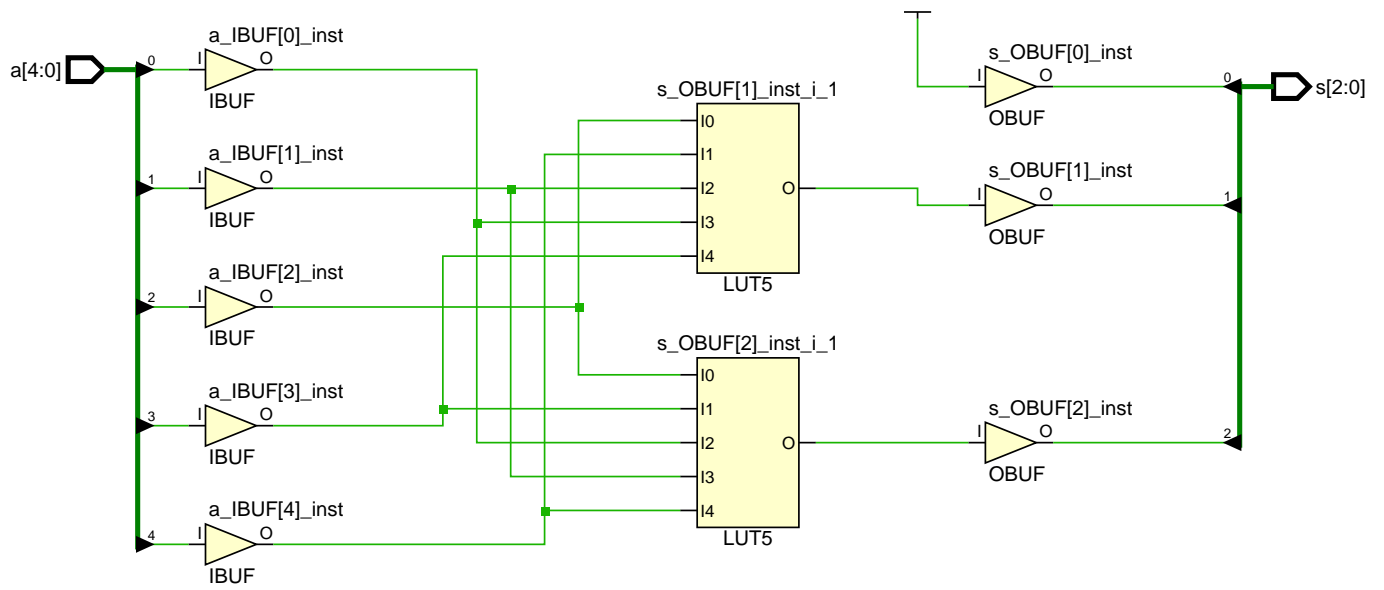 a[4:0]
0
I
a_IBUF[0]_inst
O
IBUF
1
I
a_IBUF[1]_inst
O
IBUF
2
I
a_IBUF[2]_inst
O
IBUF
3
I
a_IBUF[3]_inst
O
IBUF
4
I
a_IBUF[4]_inst
O
IBUF
s_OBUF[1]_inst_i_1
I0
I1
I2
I3
I4
O
LUT5
s_OBUF[2]_inst_i_1
I0
I1
I2
I3
I4
O
LUT5
s_OBUF[0]_inst
I
O
OBUF
s_OBUF[1]_inst
I
O
OBUF
s_OBUF[2]_inst
I
O
OBUF
0
1
2
s[2:0]